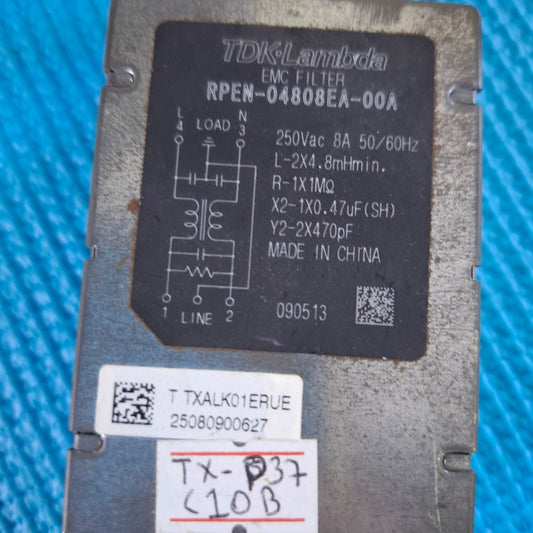 TDK-Lambda
EMC FILTER
RPEN-04808EA-00A
L N
4 LOAD 3
250Vac 8A 50/60Hz
L-2X4.8mHmin.
R-1X1MΩ
X2-1X0.47uF(SH)
Y2-2X470pF
MADE IN CHINA
1 LINE 2
090513
T TXALK01ERUE
25080900627
TX-P37
C10B